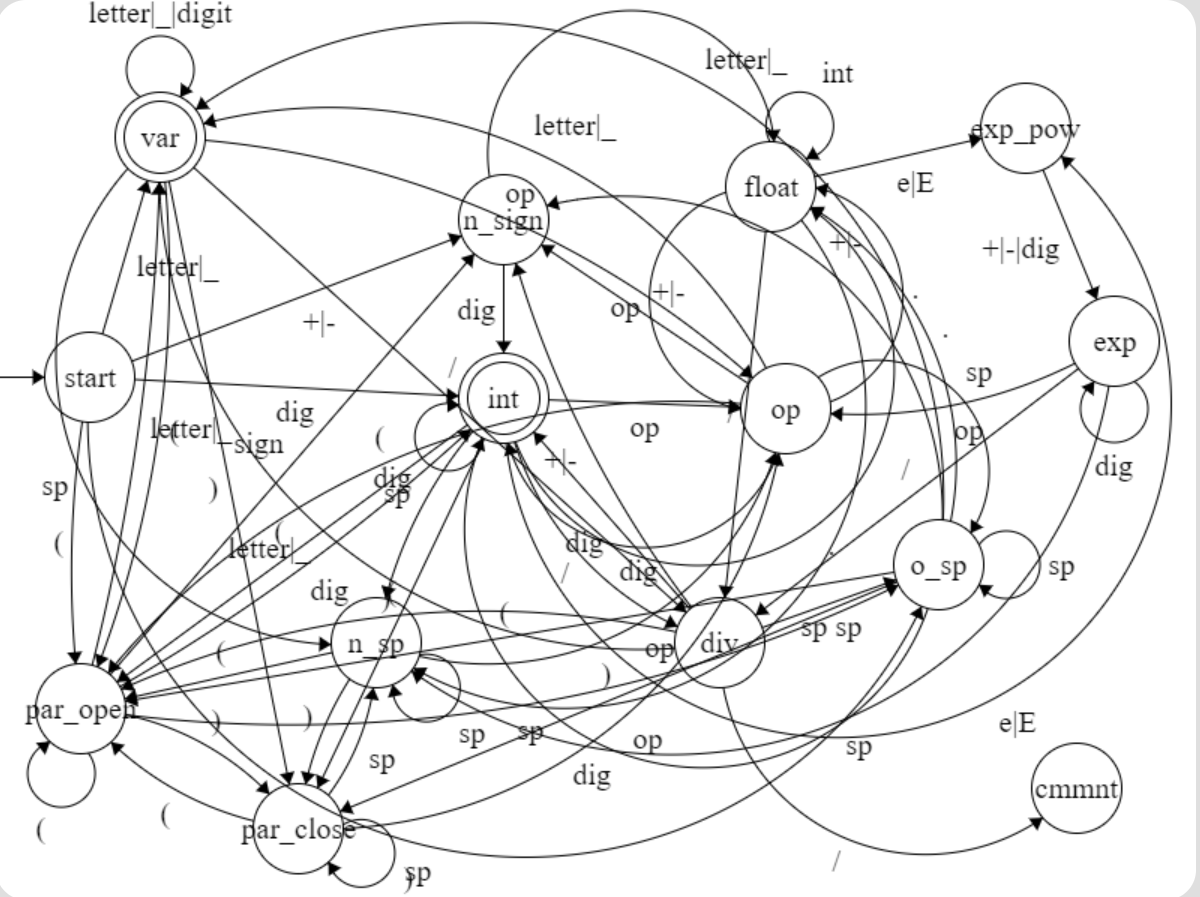 letter|_|digit
letter|_
int
var
letter|_
exp_pow
float
e|E
op
n_sign
+|-
+|-|dig
letter|_
+|-
dig
op
.
+|-
.
exp
/
start
int
sp
op
dig
op
(
letter|_
sign
op
/
dig
+|-
dig
sp
)
sp
(
(
letter|_
dig
dig
o_sp
sp
/
.
dig
)
(
n_sp
op
div
sp
sp
(
)
par_open
)
)
sp
sp
op
e|E
sp
sp
dig
cmmnt
(
(
par_close
/
sp
)